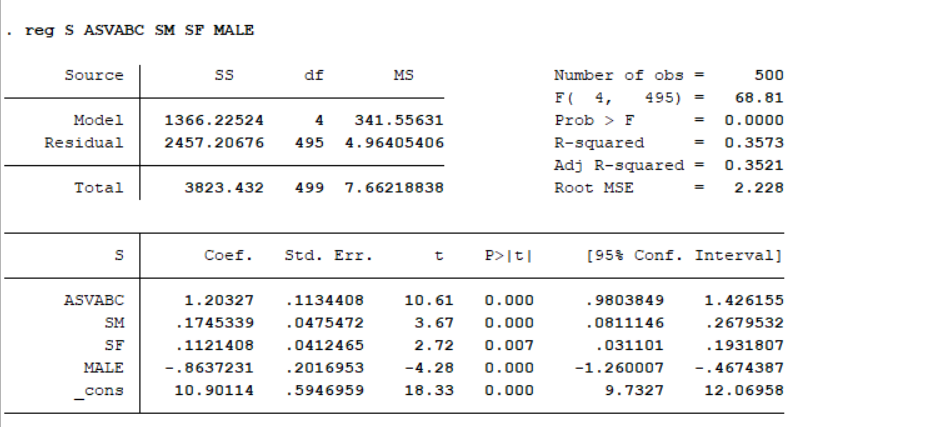 . reg S ASVABC SM SF MALE
Source SS df MS Number of obs = 500
F( 4, 495) = 68.81
Model 1366.22524 4 341.55631 Prob > F = 0.0000
Residual 2457.20676 495 4.96405406 R-squared = 0.3573
Adj R-squared = 0.3521
Total 3823.432 499 7.66218838 Root MSE = 2.228
S Coef. Std. Err. t P>|t| [95% Conf. Interval]
ASVABC 1.20327 .1134408 10.61 0.000 .9803849 1.426155
SM .1745339 .0475472 3.67 0.000 .0811146 .2679532
SF .1121408 .0412465 2.72 0.007 .031101 .1931807
MALE -.8637231 .2016953 -4.28 0.000 -1.260007 -.4674387
_cons 10.90114 .5946959 18.33 0.000 9.7327 12.06958